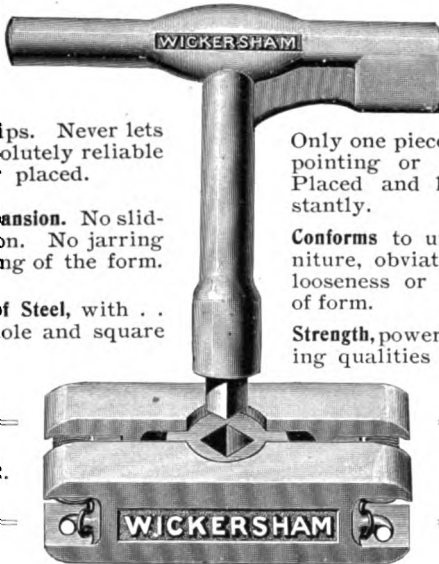 WICKERSHAM
ips. Never lets
solutely reliable
placed.
ansion. No slid-
on. No jarring
ng of the form.
of Steel, with . .
ole and square
R.
Only one piece
pointing or
Placed and
stantly.
Conforms to u
niture, obviat
looseness or
of form.
Strength, power
ing qualities
WICKERSHAM